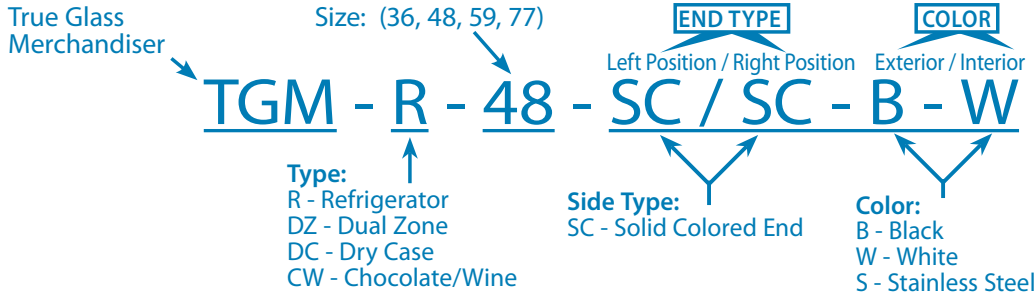 True Glass
Merchandiser
Size: (36, 48, 59, 77)
END TYPE
COLOR
Left Position / Right Position
Exterior / Interior
TGM - R - 48 - SC / SC - B - W
Type:
R - Refrigerator
DZ - Dual Zone
DC - Dry Case
CW - Chocolate/Wine
Side Type:
SC - Solid Colored End
Color:
B - Black
W - White
S - Stainless Steel